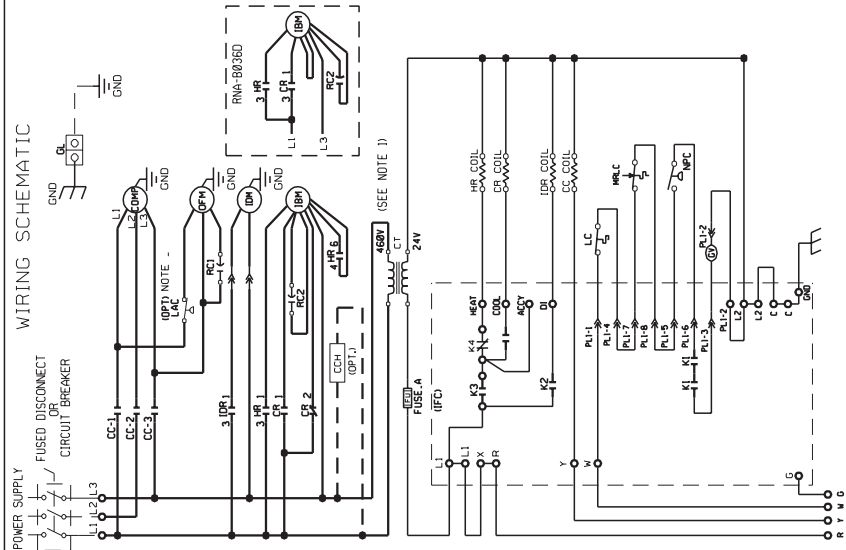 WIRING SCHEMATIC
GND
GL
GND
RNA-B036D
IBM
3 HR
3 CR 1
RC2
L1
L3
POWER SUPPLY
FUSED DISCONNECT
OR
CIRCUIT BREAKER
L1
L2
L3
CC-1
CC-2
CC-3
L1
L2
L3
COMP
GND
(OPT) NOTE -
LAC
OFM
GND
RC1
IDM
GND
3 IDR 1
IBM
GND
3 HR 1
CR 1
CR 2
RC2
4 HR 6
CCH
(OPT.)
(SEE NOTE 1)
460V
CT
24V
FU
FUSE A
(IFC)
HR COIL
CR COIL
IDR COIL
CC COIL
HEAT
COOL
ACCY
DI
K4
K3
K2
L1
L1
X
R
Y
W
G
LC
MRLC
NPC
GV
PL1-2
PL1-1
PL1-4
PL1-7
PL1-8
PL1-5
PL1-6
K1
K1
PL1-3
PL1-2
L2
L2
C
C
GND
R
Y
W
G